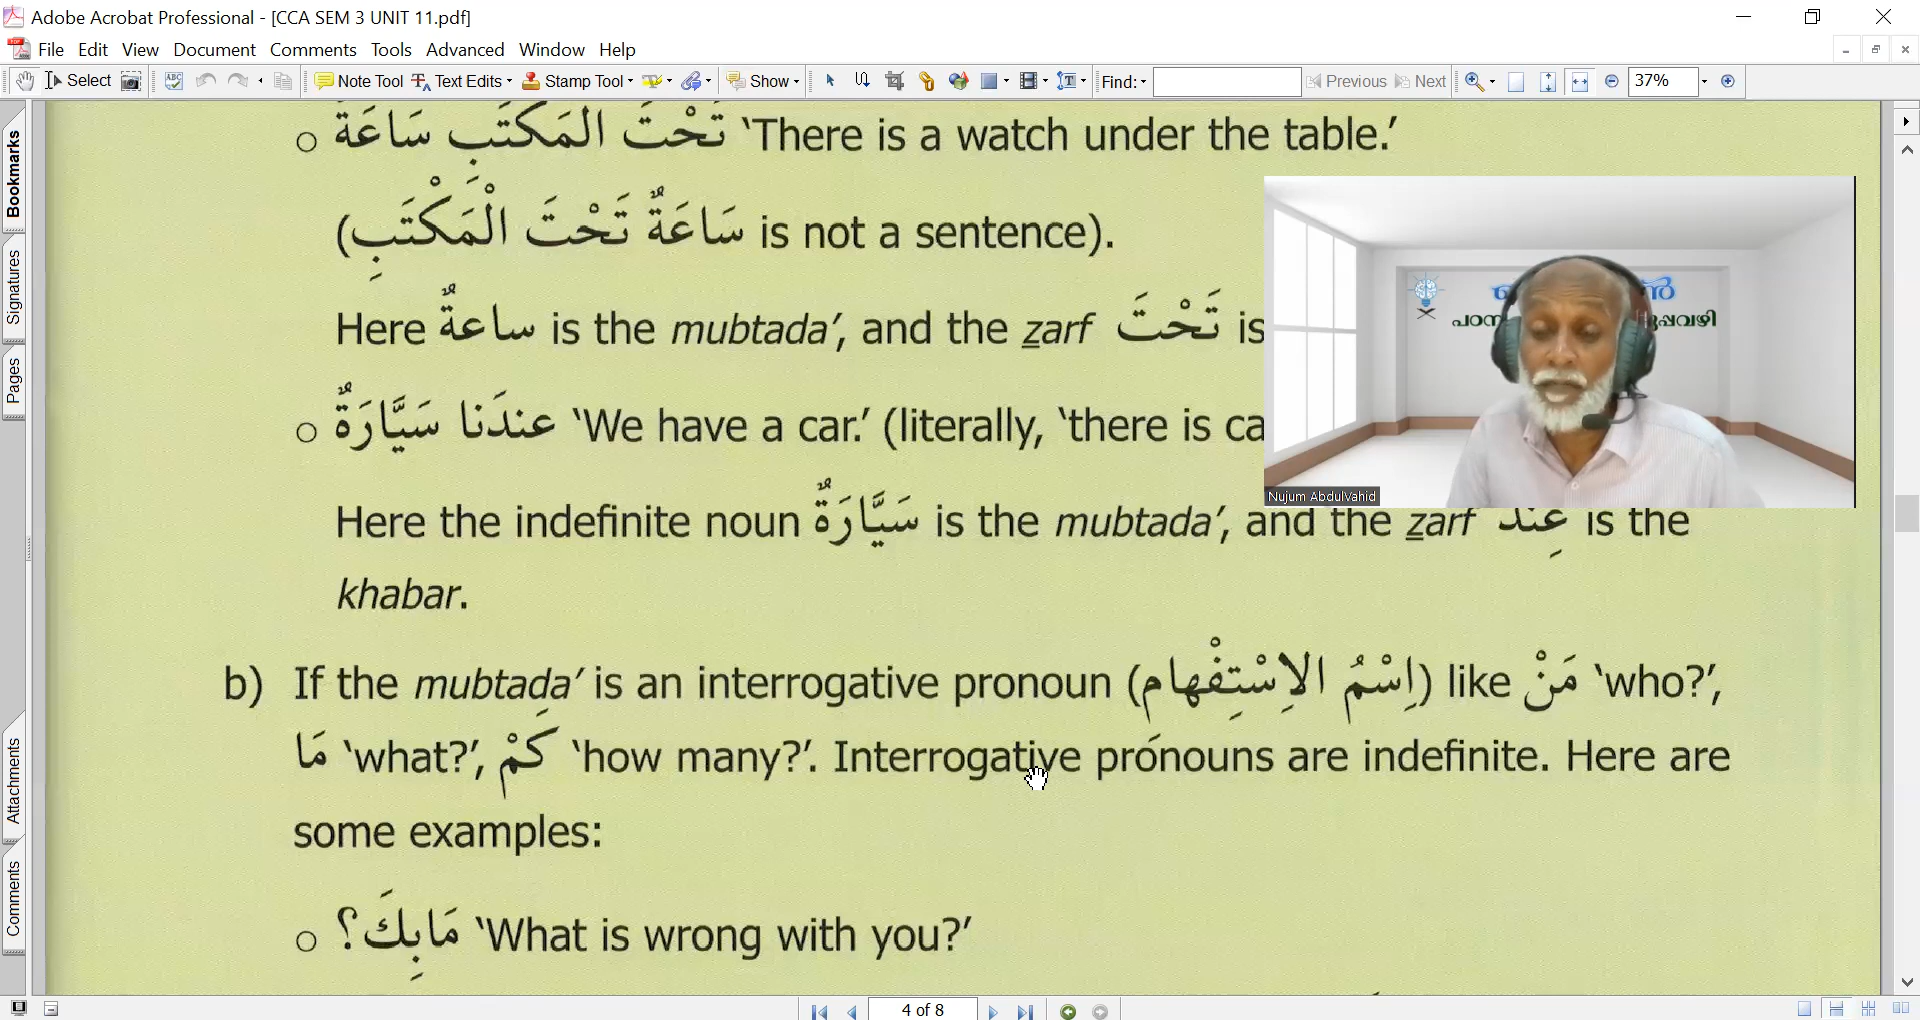 Adobe Acrobat Professional - [CCA SEM 3 UNIT 11.pdf]
File Edit View Document Comments Tools Advanced Window Help
Select Note Tool Text Edits Stamp Tool Show Find: Previous Next 37%
Bookmarks
Signatures
Pages
Attachments
Comments
o تَحْتَ المَكْتَبِ سَاعَةٌ 'There is a watch under the table.'
(سَاعَةٌ تَحْتَ الْمَكْتَبِ is not a sentence).
Here ساعةٌ is the mubtada', and the zarf تَحْتَ is
o عندَنا سَيَّارَةٌ 'We have a car.' (literally, 'there is ca
Here the indefinite noun سَيَّارَةٌ is the mubtada', and the zarf عِنْدَ is the
khabar.
b) If the mubtada' is an interrogative pronoun (اِسْمُ الاِسْتِفْهام) like مَنْ 'who?',
مَا 'what?', كَمْ 'how many?'. Interrogative pronouns are indefinite. Here are
some examples:
o مَابِكَ؟ 'What is wrong with you?'
Nujum AbdulVahid
4 of 8